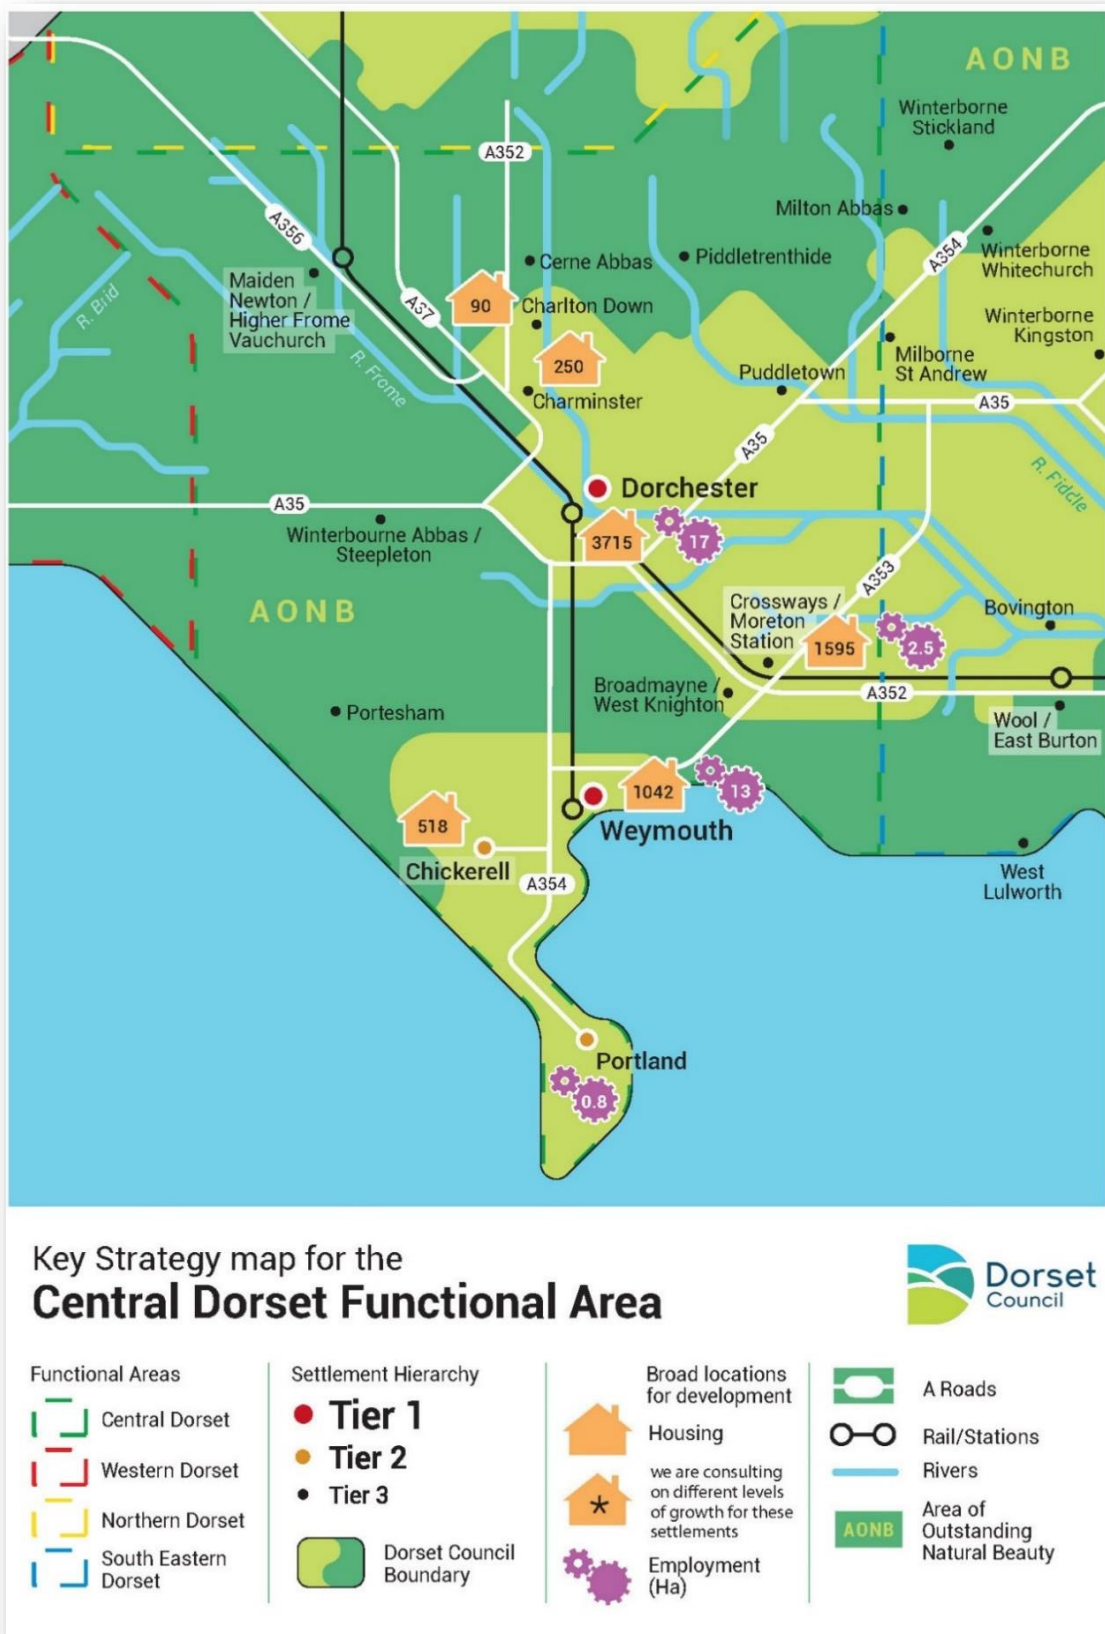 AONB
Winterborne
Stickland
A352
Milton Abbas
A356
A354
Winterborne
Whitechurch
Cerne Abbas
Piddletrenthide
Maiden
Newton /
Higher Frome
Vauchurch
R. Brid
A37
90
Charlton Down
Winterborne
Kingston
R. Frome
250
Milborne
St Andrew
Puddletown
Charminster
A35
A35
R. Fiddle
Dorchester
A35
Winterbourne Abbas /
Steepleton
3715
17
A353
AONB
Crossways /
Moreton
Station
Bovington
1595
2.5
Broadmayne /
West Knighton
A352
Portesham
Wool /
East Burton
1042
13
518
Weymouth
Chickerell
A354
West
Lulworth
Portland
0.8
Key Strategy map for the
Central Dorset Functional Area
Dorset
Council
Functional Areas
Central Dorset
Western Dorset
Northern Dorset
South Eastern
Dorset
Settlement Hierarchy
Tier 1
Tier 2
Tier 3
Dorset Council
Boundary
Broad locations
for development
Housing
*
we are consulting
on different levels
of growth for these
settlements
Employment
(Ha)
A Roads
Rail/Stations
Rivers
AONB
Area of
Outstanding
Natural Beauty